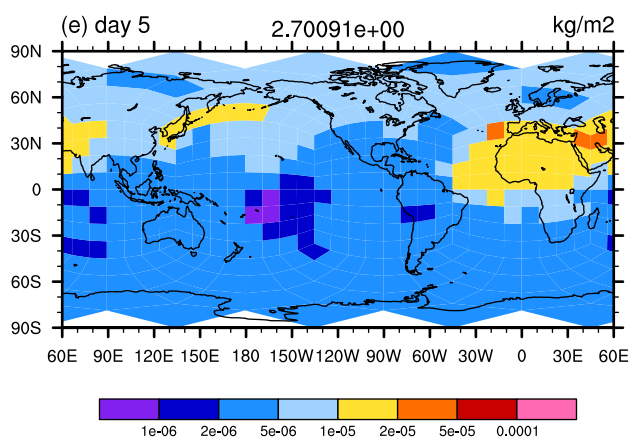 (e) day 5 2.70091e+00 kg/m2
90N
60N
30N
0
30S
60S
90S
60E 90E 120E 150E 180 150W 120W 90W 60W 30W 0 30E 60E
1e-06 2e-06 5e-06 1e-05 2e-05 5e-05 0.0001